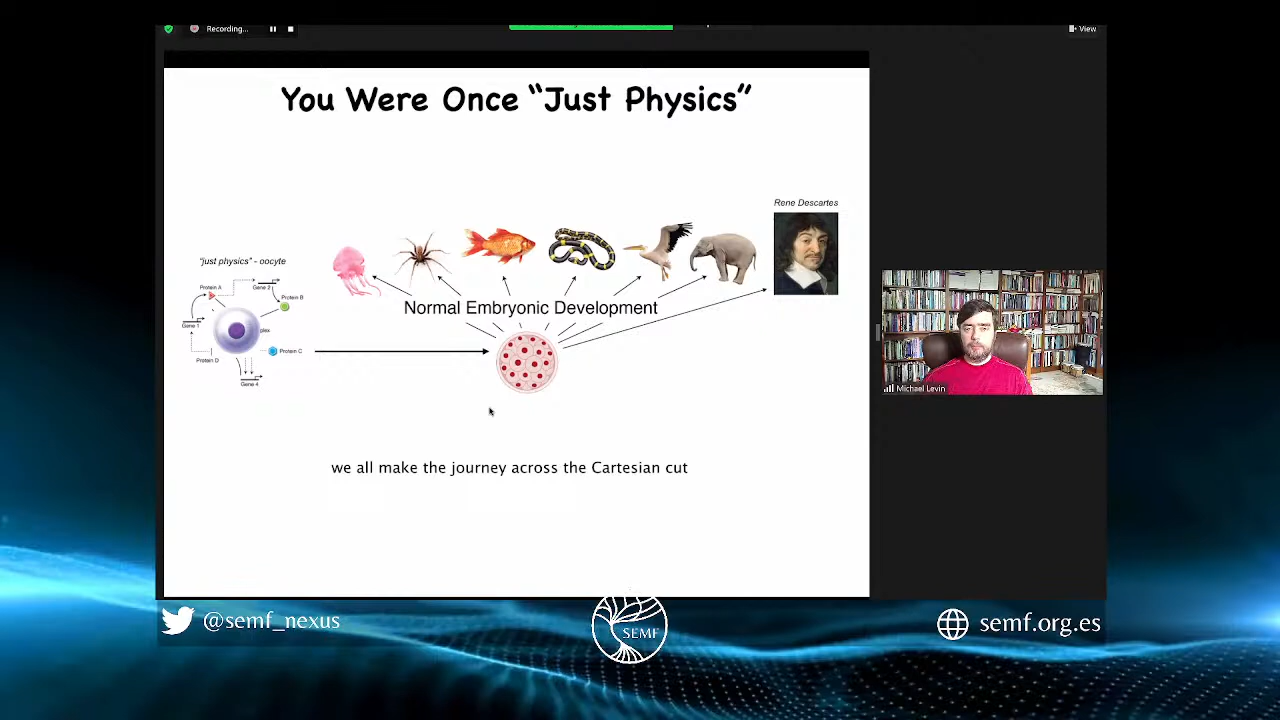 Recording...
View
You Were Once “Just Physics”
Rene Descartes
"just physics" - oocyte
Protein A
Gene 2
Protein B
Gene 1
plex
Protein C
Protein D
Gene 4
Normal Embryonic Development
we all make the journey across the Cartesian cut
Michael Levin
@semf_nexus
SEMF
semf.org.es